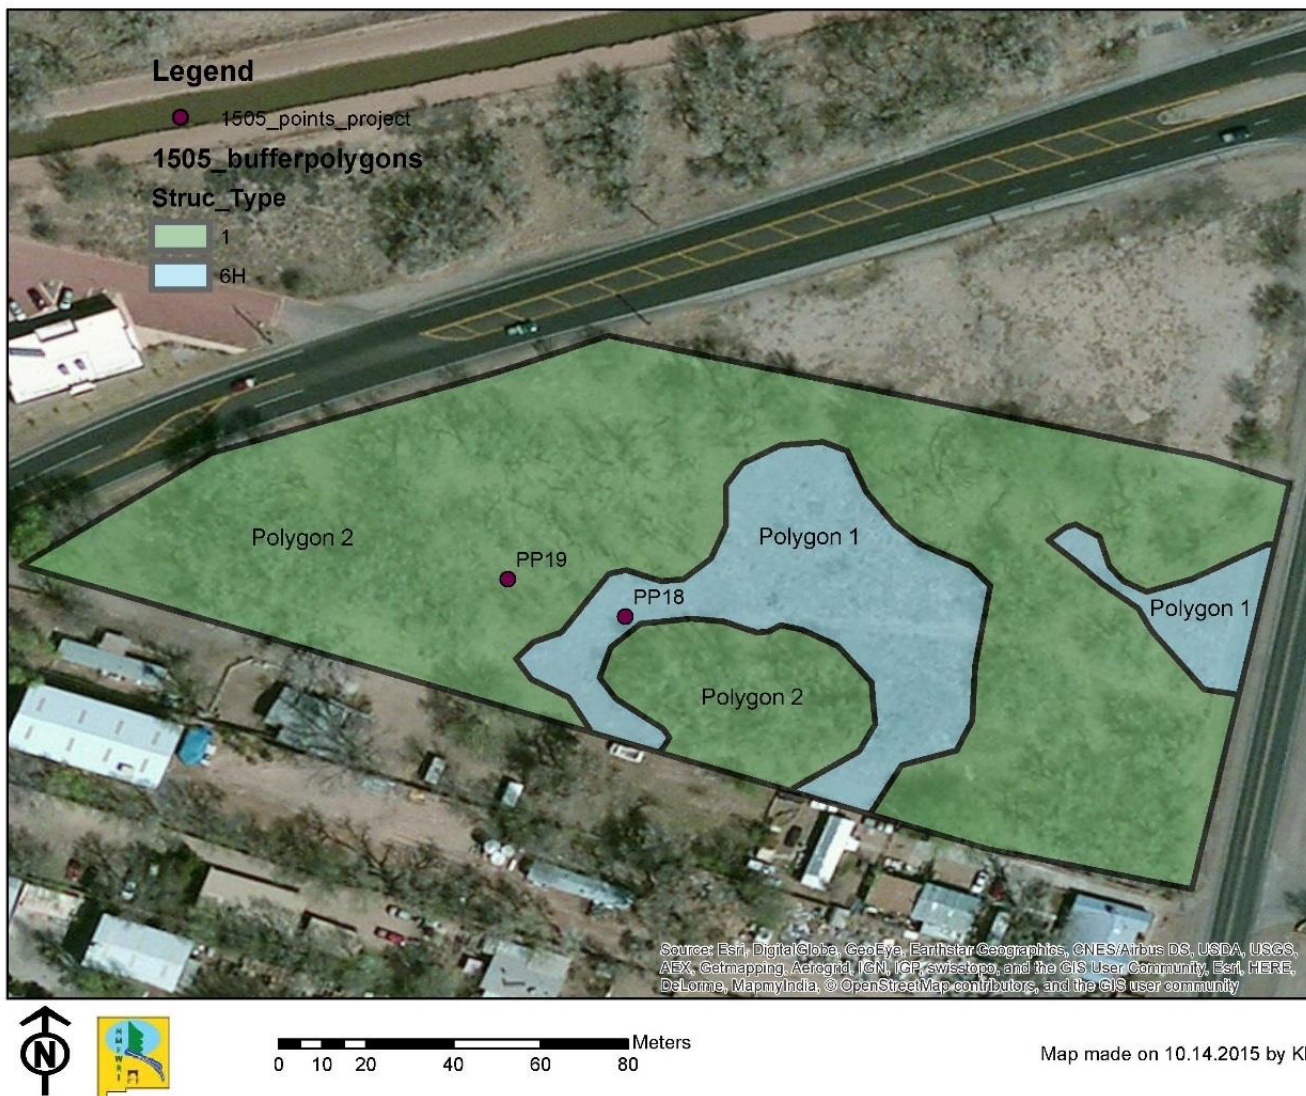 Legend
1505_points_project
1505_bufferpolygons
Struc_Type
1
6H
Polygon 2
Polygon 1
PP19
PP18
Polygon 1
Polygon 2
Source: Esri, DigitalGlobe, GeoEye, Earthstar Geographics, CNES/Airbus DS, USDA, USGS,
AEX, Getmapping, Aerogrid, IGN, IGP, swisstopo, and the GIS User Community, Esri, HERE,
DeLorme, MapmyIndia, © OpenStreetMap contributors, and the GIS user community
N
NMFWRI
Meters
0 10 20 40 60 80
Map made on 10.14.2015 by